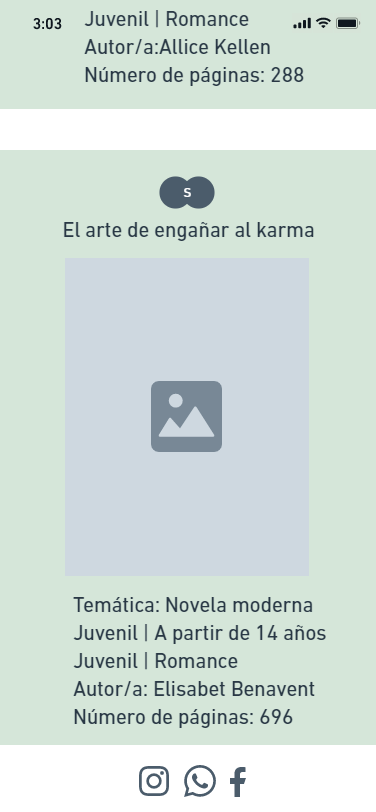 Juvenil | Romance
3:03
Autor/a:Allice Kellen
Número de páginas: 288
S
El arte de engañar al karma
Temática: Novela moderna
Juvenil | A partir de 14 años
Juvenil | Romance
Autor/a: Elisabet Benavent
Número de páginas: 696